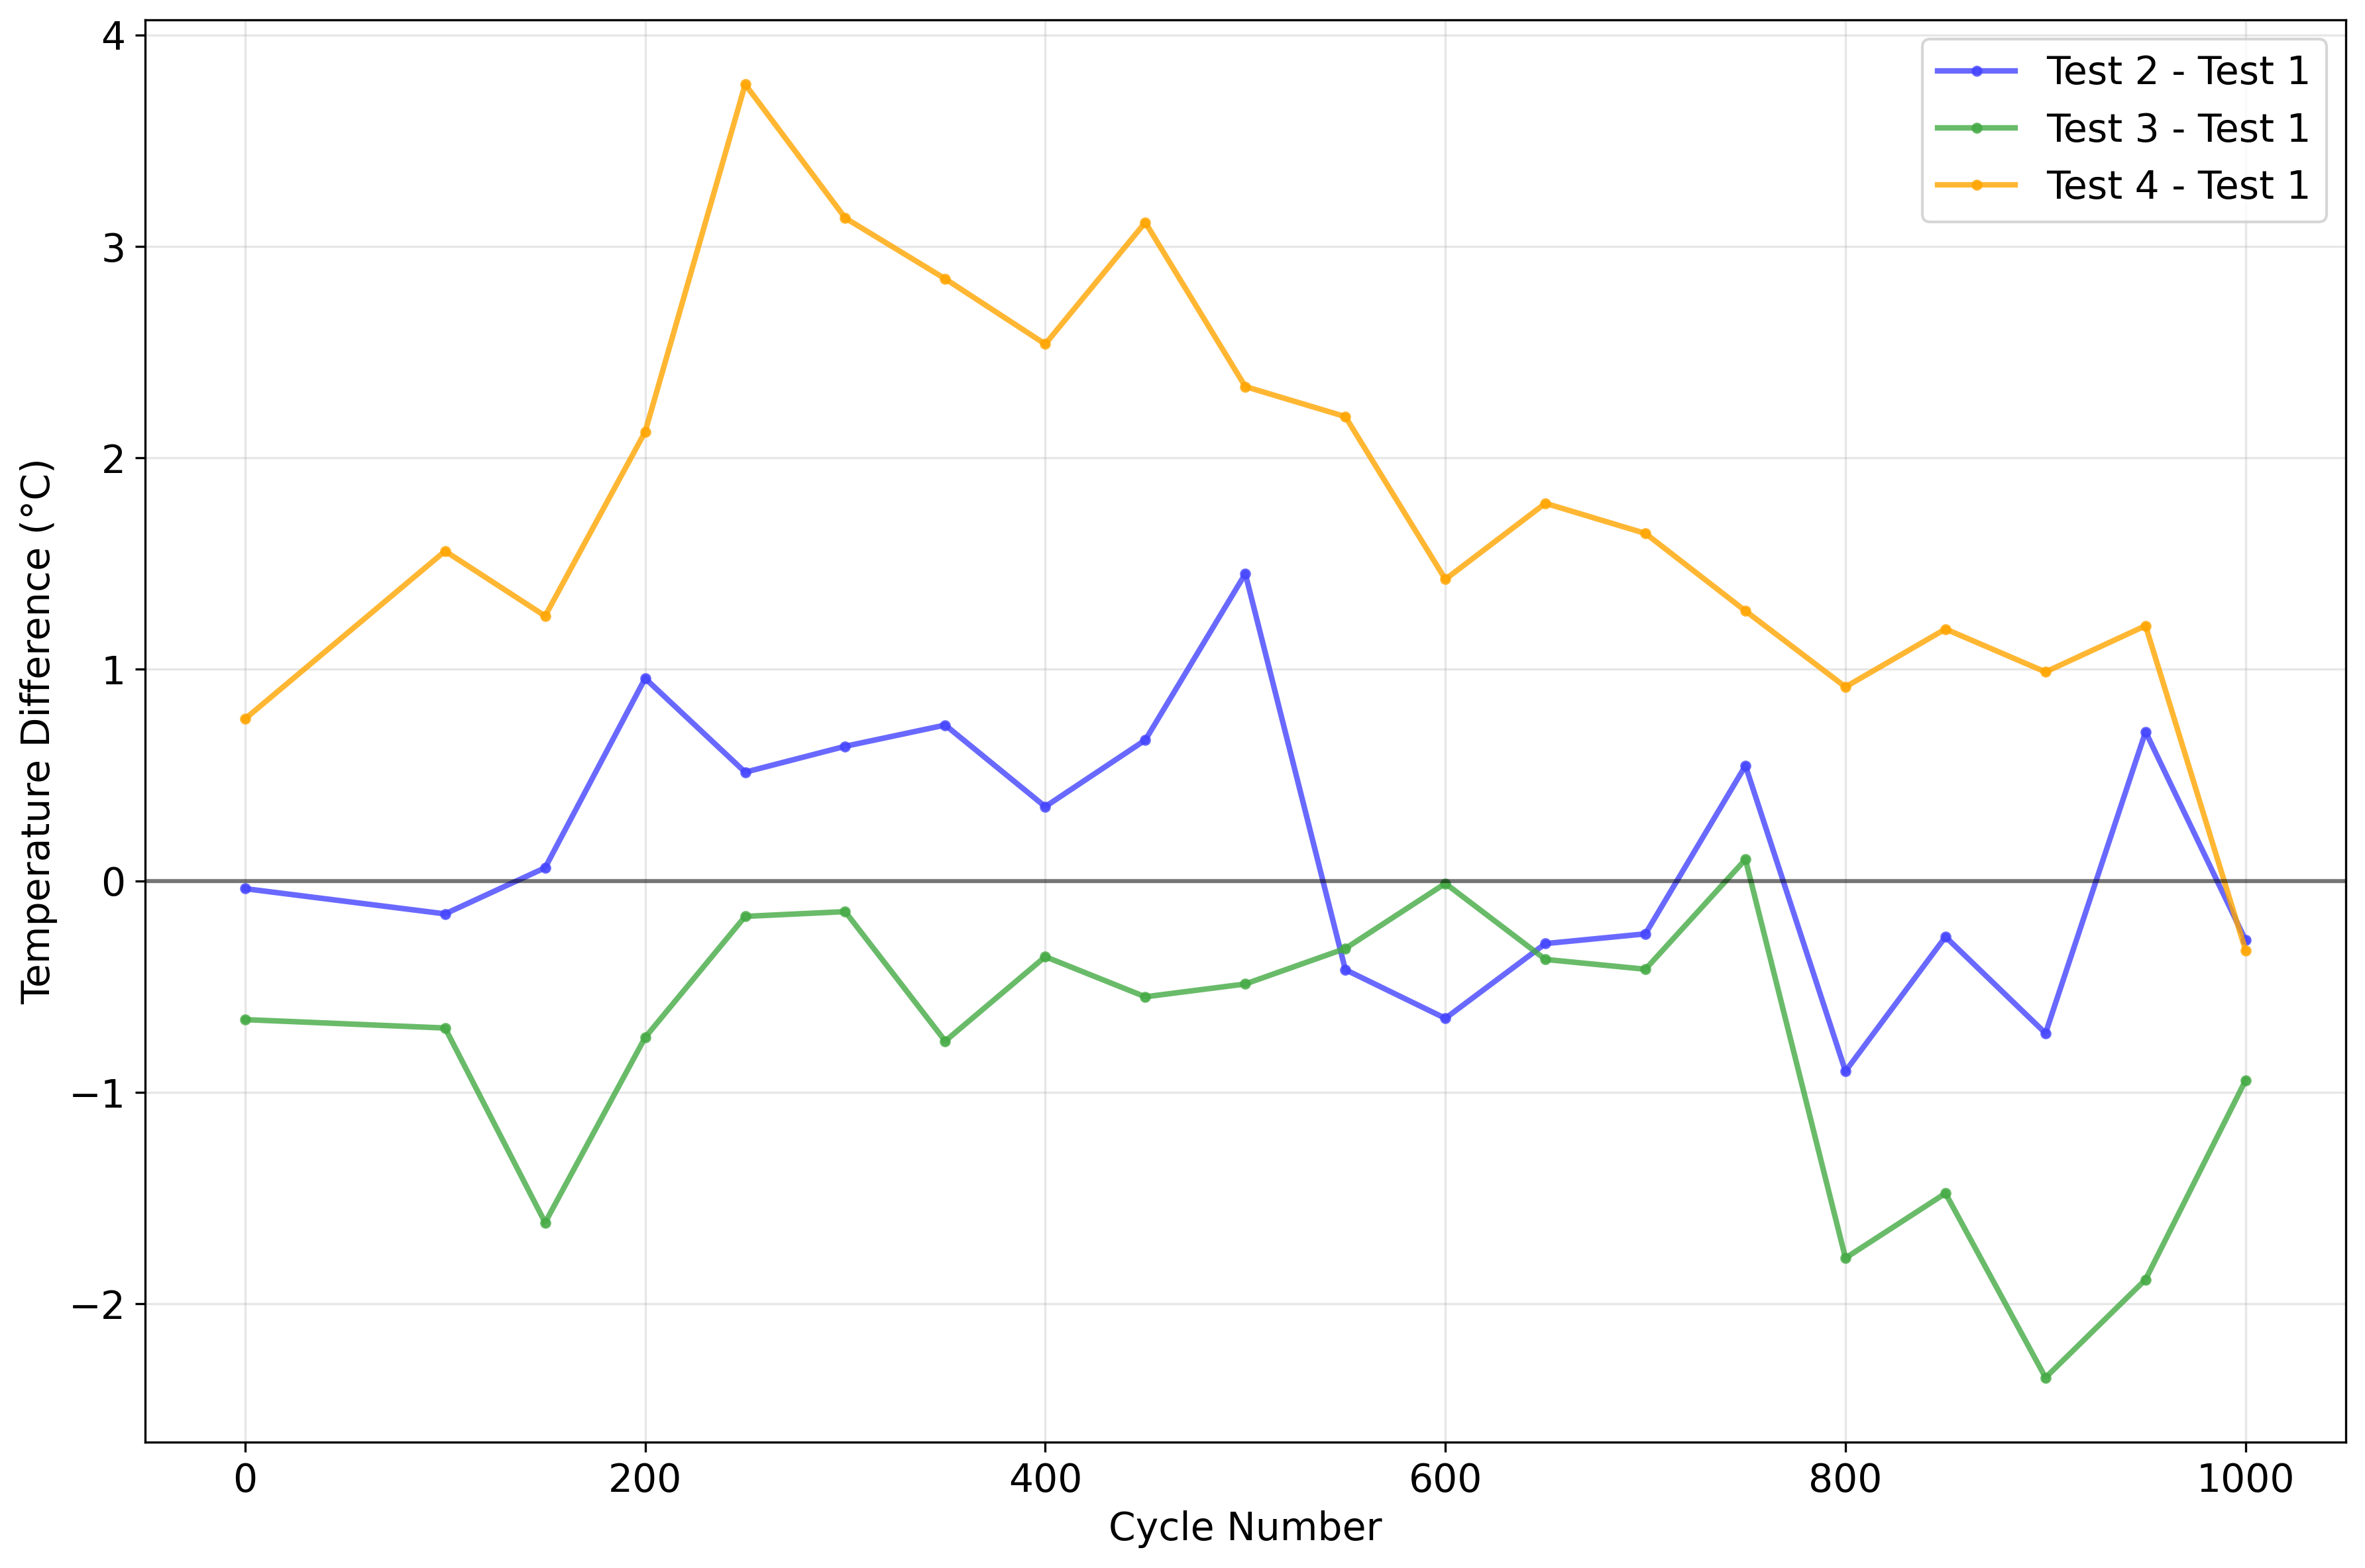 4
3
2
1
0
−1
−2
Temperature Difference (°C)
Test 2 - Test 1
Test 3 - Test 1
Test 4 - Test 1
0 200 400 600 800 1000
Cycle Number